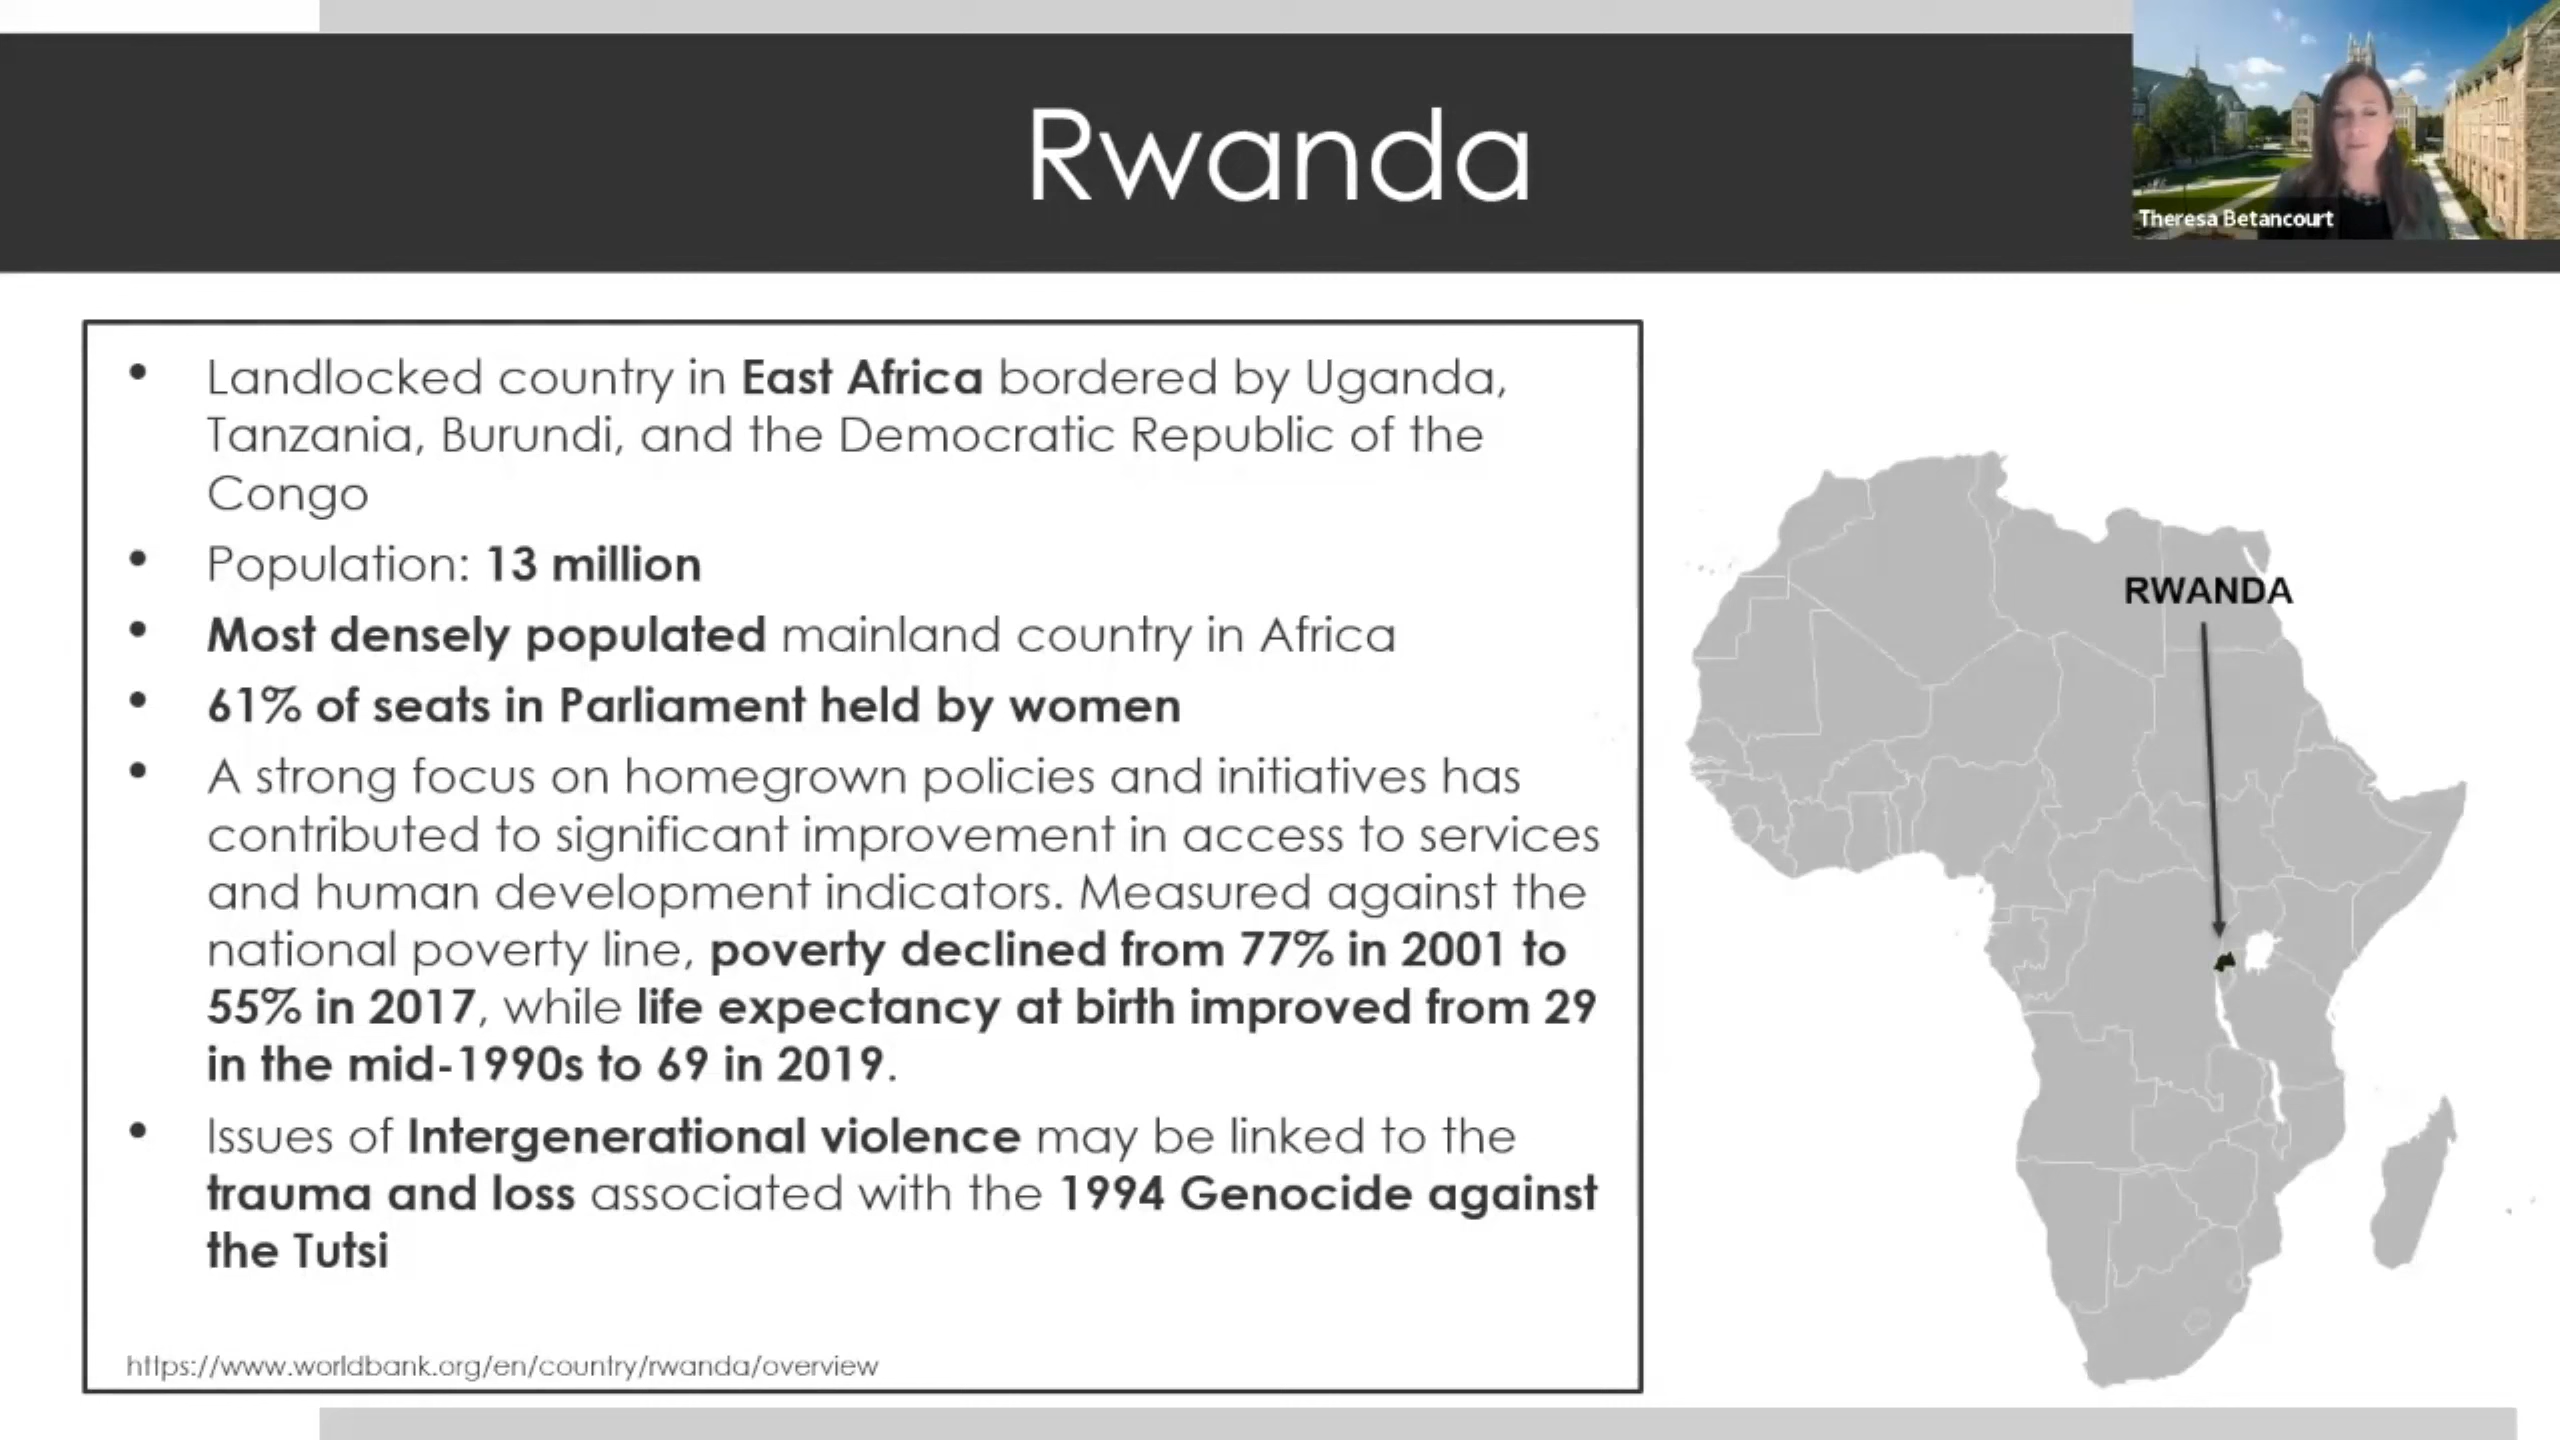 Rwanda
Theresa Betancourt
• Landlocked country in East Africa bordered by Uganda,
Tanzania, Burundi, and the Democratic Republic of the
Congo
• Population: 13 million
• Most densely populated mainland country in Africa
• 61% of seats in Parliament held by women
• A strong focus on homegrown policies and initiatives has
contributed to significant improvement in access to services
and human development indicators. Measured against the
national poverty line, poverty declined from 77% in 2001 to
55% in 2017, while life expectancy at birth improved from 29
in the mid-1990s to 69 in 2019.
• Issues of Intergenerational violence may be linked to the
trauma and loss associated with the 1994 Genocide against
the Tutsi
https://www.worldbank.org/en/country/rwanda/overview
RWANDA